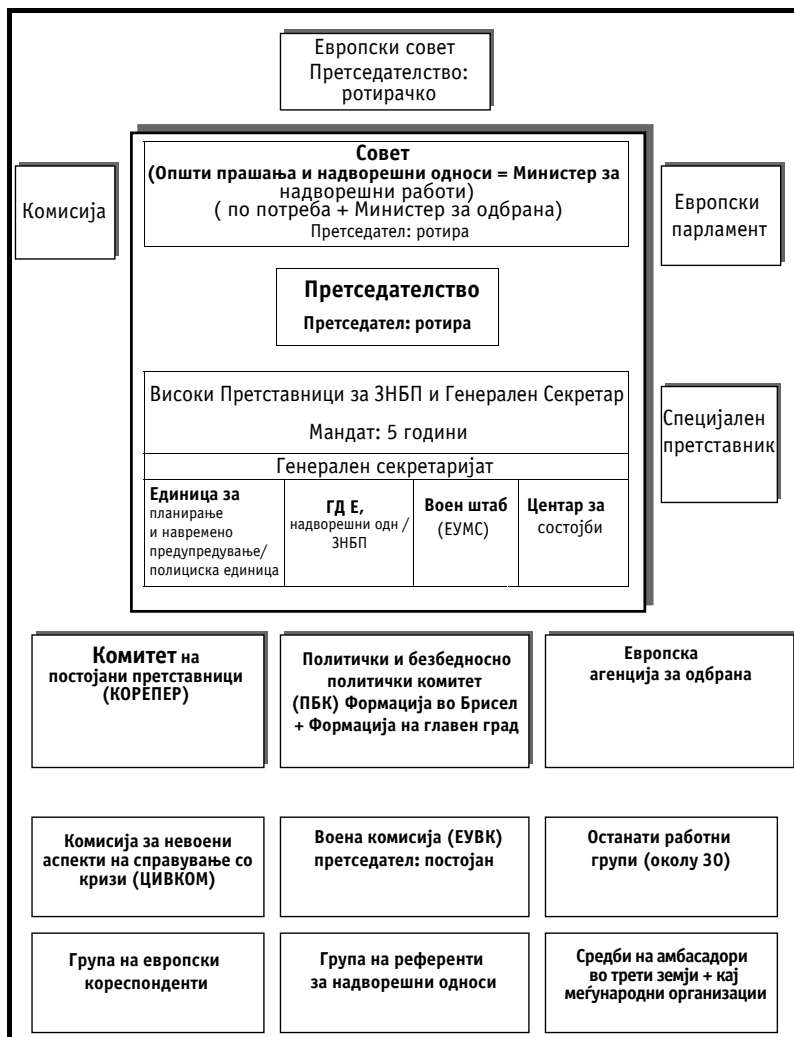 Европски совет
Претседателство:
ротирачко
Совет
(Општи прашања и надворешни односи = Министер за
надворешни работи)
( по потреба + Министер за одбрана)
Претседател: ротира
Комисија
Европски
парламент
Претседателство
Претседател: ротира
Високи Претставници за ЗНБП и Генерален Секретар
Мандат: 5 години
Специјален
претставник
Генерален секретаријат
Единица за
планирање
и навремено
предупредување/
полициска единица
ГД Е,
надворешни одн /
ЗНБП
Воен штаб
(ЕУМС)
Центар за
состојби
Комитет на
постојани претставници
(КОРЕПЕР)
Политички и безбедносно
политички комитет
(ПБК) Формација во Брисел
+ Формација на главен град
Европска
агенција за одбрана
Комисија за невоени
аспекти на справување со
кризи (ЦИВКОМ)
Воена комисија (ЕУВК)
претседател: постојан
Останати работни
групи (околу 30)
Група на европски
кореспонденти
Група на референти
за надворешни односи
Средби на амбасадори
во трети земји + кај
меѓународни организации